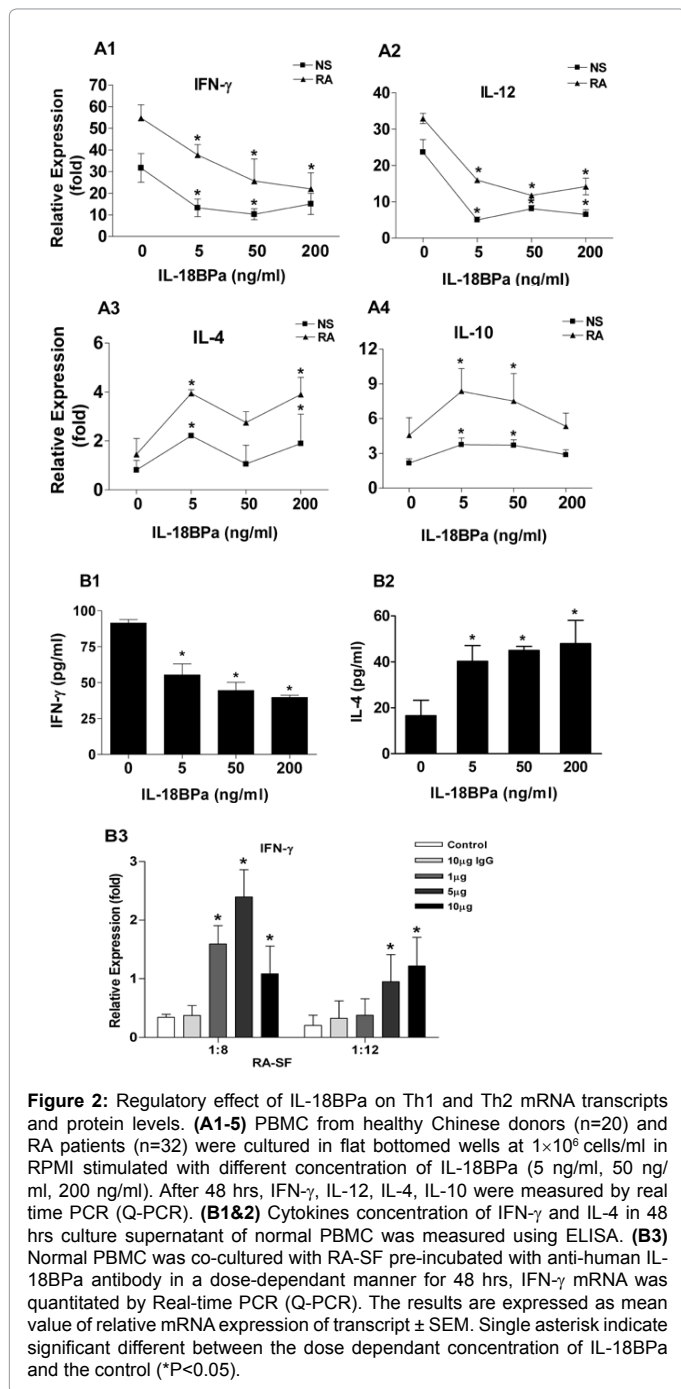 A1
IFN-γ
NS
RA
Relative Expression
(fold)
70
60
50
40
30
20
10
0
* * *
* *
0 5 50 200
IL-18BPa (ng/ml)
A2
IL-12
NS
RA
40
30
20
10
0
* * *
* * *
0 5 50 200
IL-18BPa (ng/ml)
A3
IL-4
NS
RA
Relative Expression
(fold)
6
4
2
0
* *
* *
0 5 50 200
IL-18BPa (ng/ml)
A4
IL-10
NS
RA
12
9
6
3
0
* *
* *
0 5 50 200
IL-18BPa (ng/ml)
B1
IFN-γ (pg/ml)
100
75
50
25
0
* * *
0 5 50 200
IL-18BPa (ng/ml)
B2
IL-4 (pg/ml)
60
40
20
0
* * *
0 5 50 200
IL-18BPa (ng/ml)
B3
IFN-γ
Control
10µg IgG
1µg
5µg
10µg
Relative Expression (fold)
3
2
1
0
* * * * *
1:8 1:12
RA-SF
Figure 2: Regulatory effect of IL-18BPa on Th1 and Th2 mRNA transcripts
and protein levels. (A1-5) PBMC from healthy Chinese donors (n=20) and
RA patients (n=32) were cultured in flat bottomed wells at 1×10⁶ cells/ml in
RPMI stimulated with different concentration of IL-18BPa (5 ng/ml, 50 ng/
ml, 200 ng/ml). After 48 hrs, IFN-γ, IL-12, IL-4, IL-10 were measured by real
time PCR (Q-PCR). (B1&2) Cytokines concentration of IFN-γ and IL-4 in 48
hrs culture supernatant of normal PBMC was measured using ELISA. (B3)
Normal PBMC was co-cultured with RA-SF pre-incubated with anti-human IL-
18BPa antibody in a dose-dependant manner for 48 hrs, IFN-γ mRNA was
quantitated by Real-time PCR (Q-PCR). The results are expressed as mean
value of relative mRNA expression of transcript ± SEM. Single asterisk indicate
significant different between the dose dependant concentration of IL-18BPa
and the control (*P<0.05).